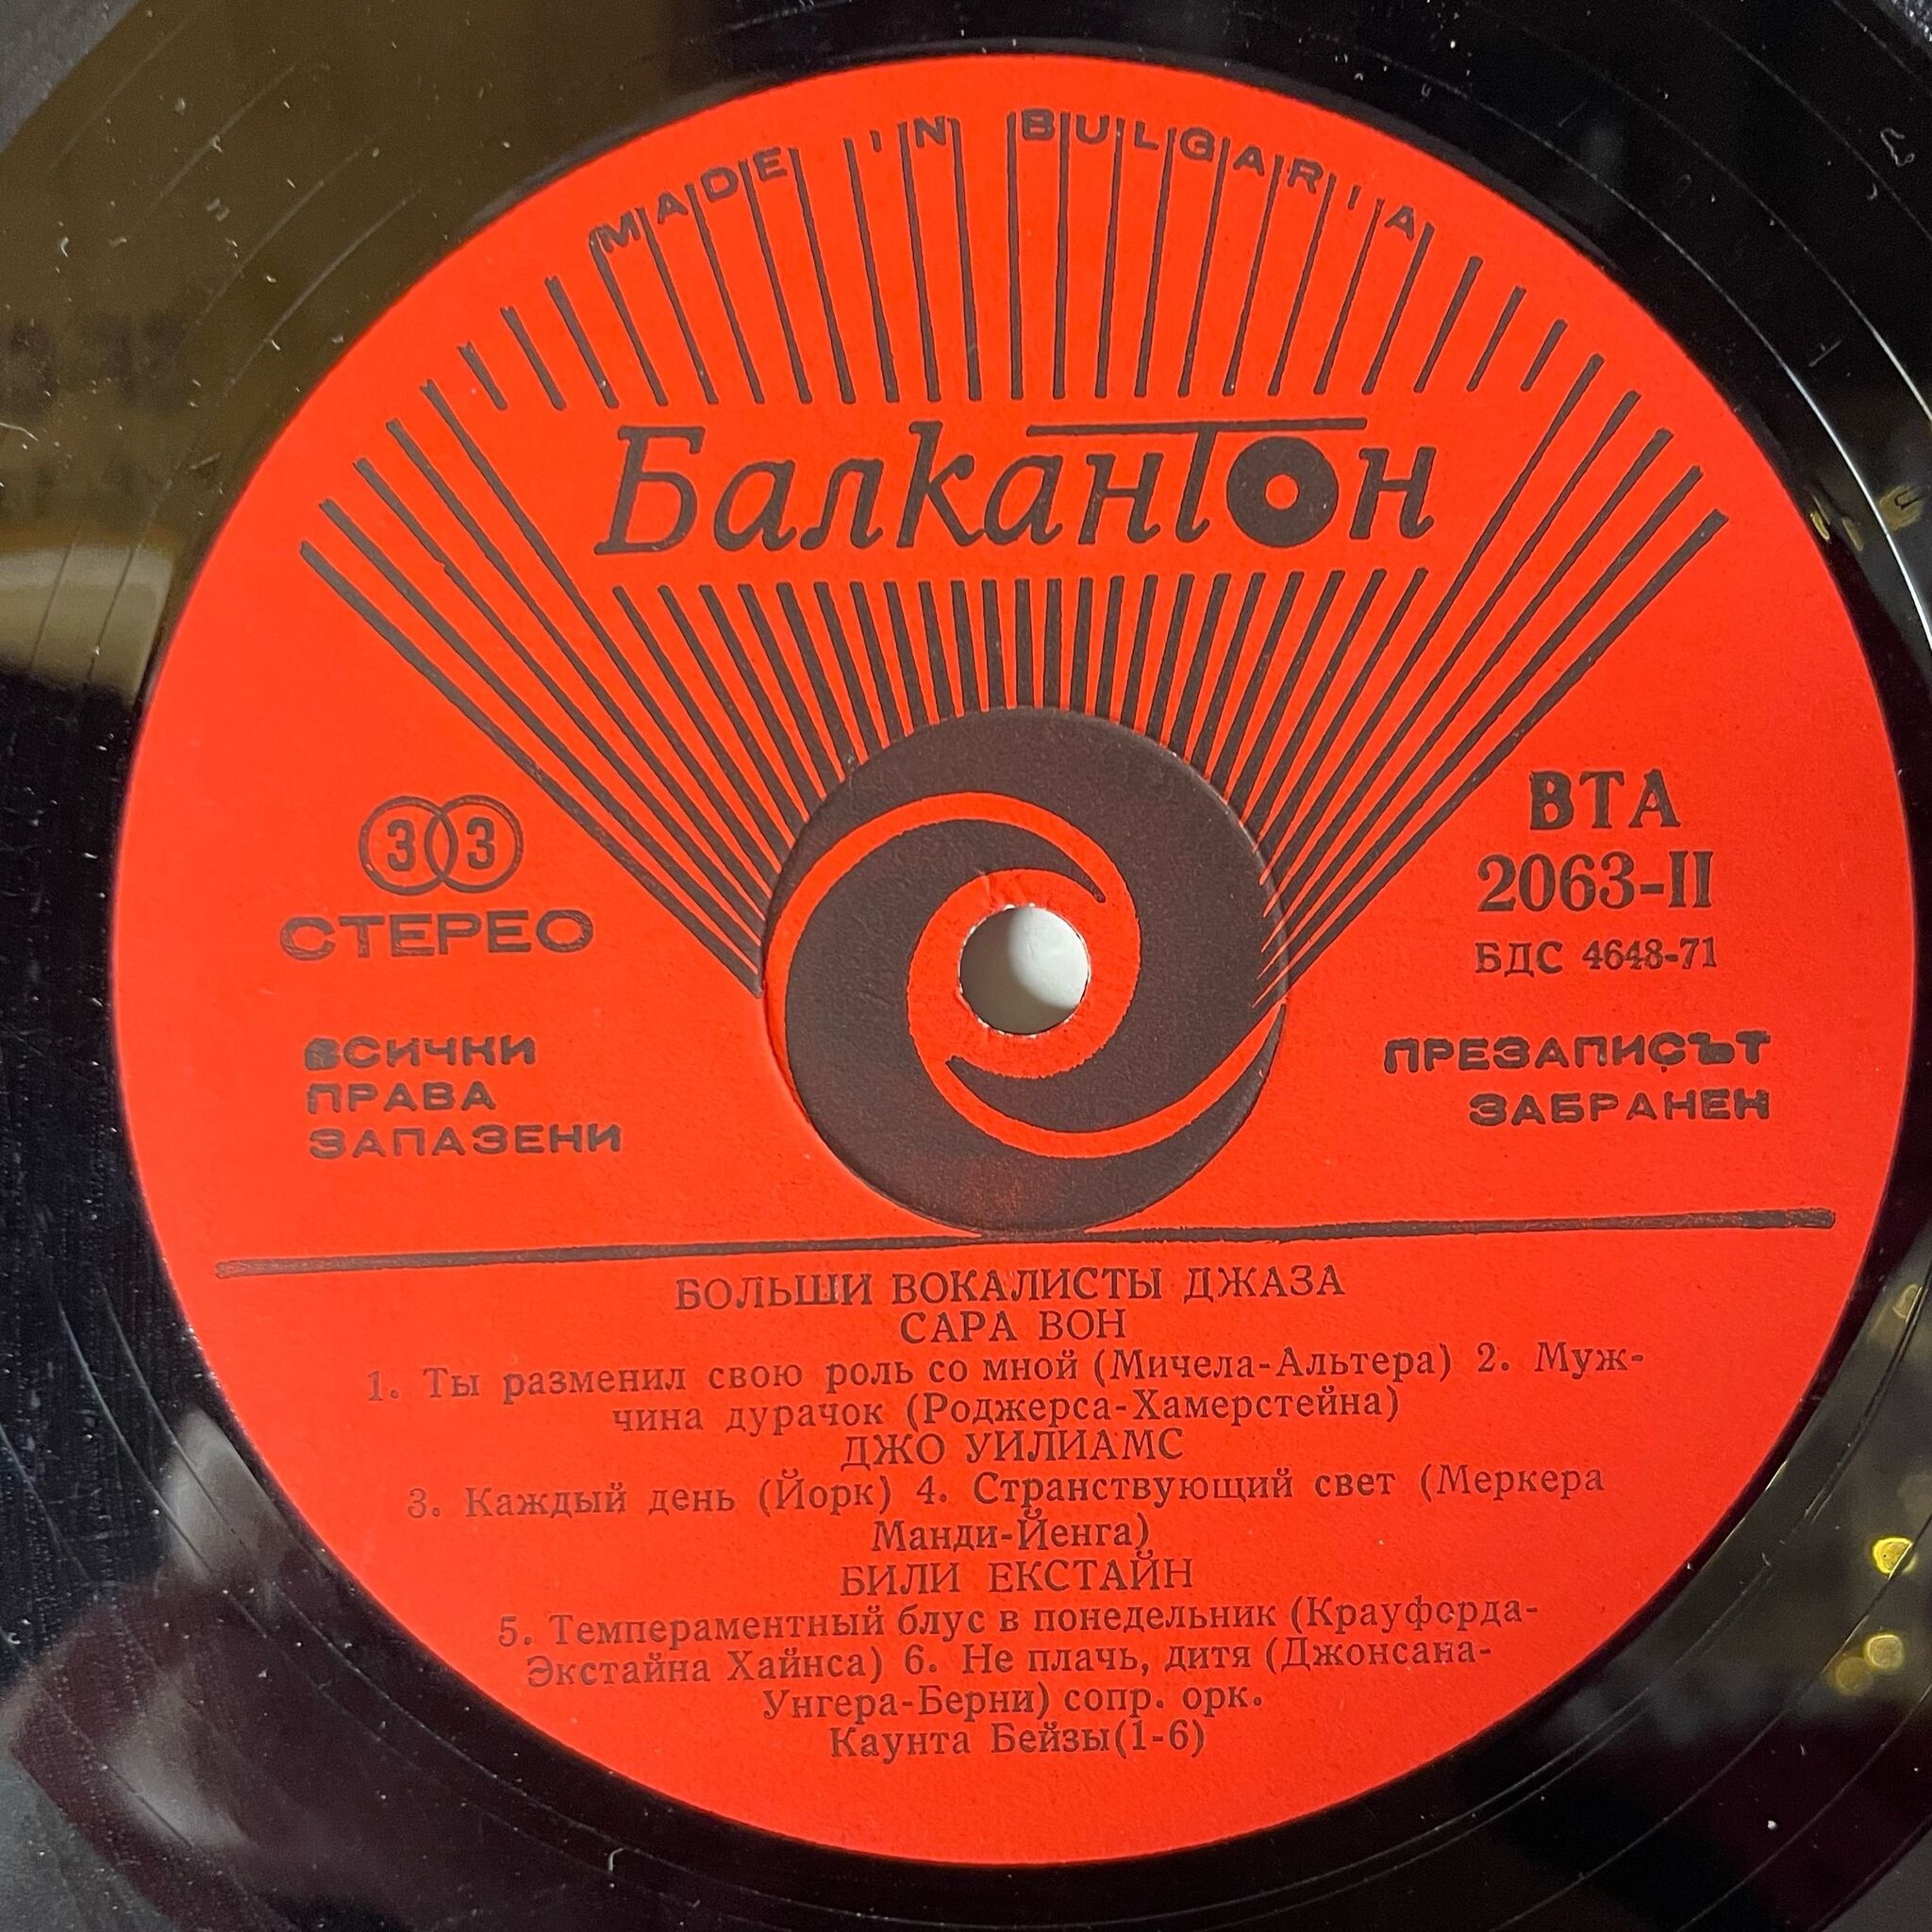 MADE IN BULGARIA
Балкантон
33
СТЕРЕО
ВТА
2063-II
БДС 4648-71
ВСИЧКИ
ПРАВА
ЗАПАЗЕНИ
ПРЕЗАПИСЪТ
ЗАБРАНЕН
БОЛЬШИ ВОКАЛИСТЫ ДЖАЗА
САРА ВОН
1. Ты разменил свою роль со мной (Мичела-Альтера) 2. Муж-
чина дурачок (Роджерса-Хамерстейна)
ДЖО УИЛИАМС
3. Каждый день (Йорк) 4. Странствующий свет (Меркера
Манди-Йенга)
БИЛИ ЕКСТАЙН
5. Темпераментный блус в понедельник (Крауфорда-
Экстайна Хайнса) 6. Не плачь, дитя (Джонсана-
Унгера-Берни) сопр. орк.
Каунта Бейзы(1-6)